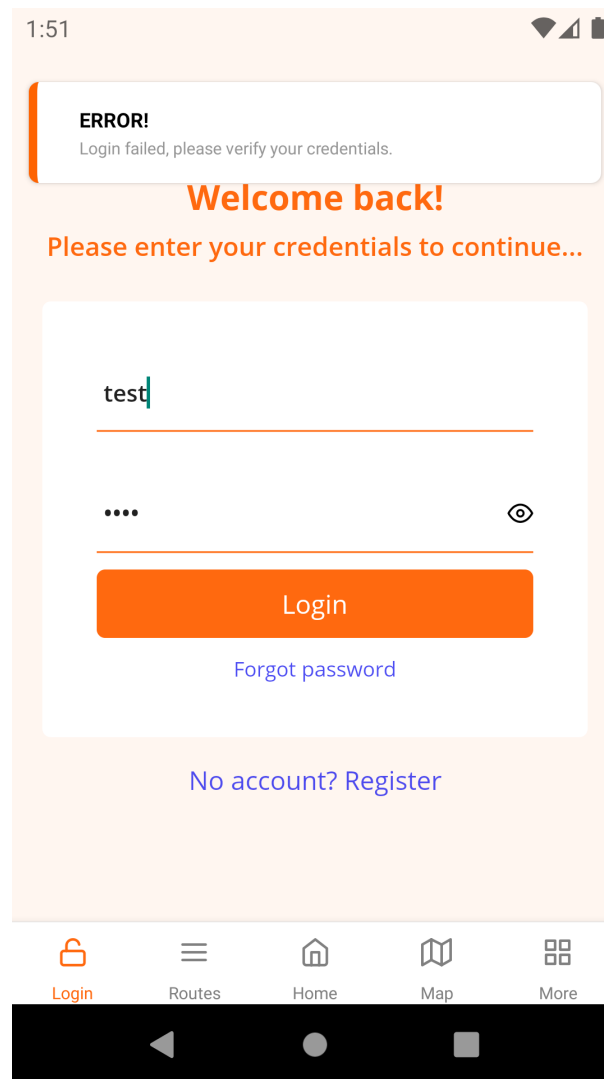 1:51
ERROR!
Login failed, please verify your credentials.
Welcome back!
Please enter your credentials to continue...
test
••••
Login
Forgot password
No account? Register
Login Routes Home Map More